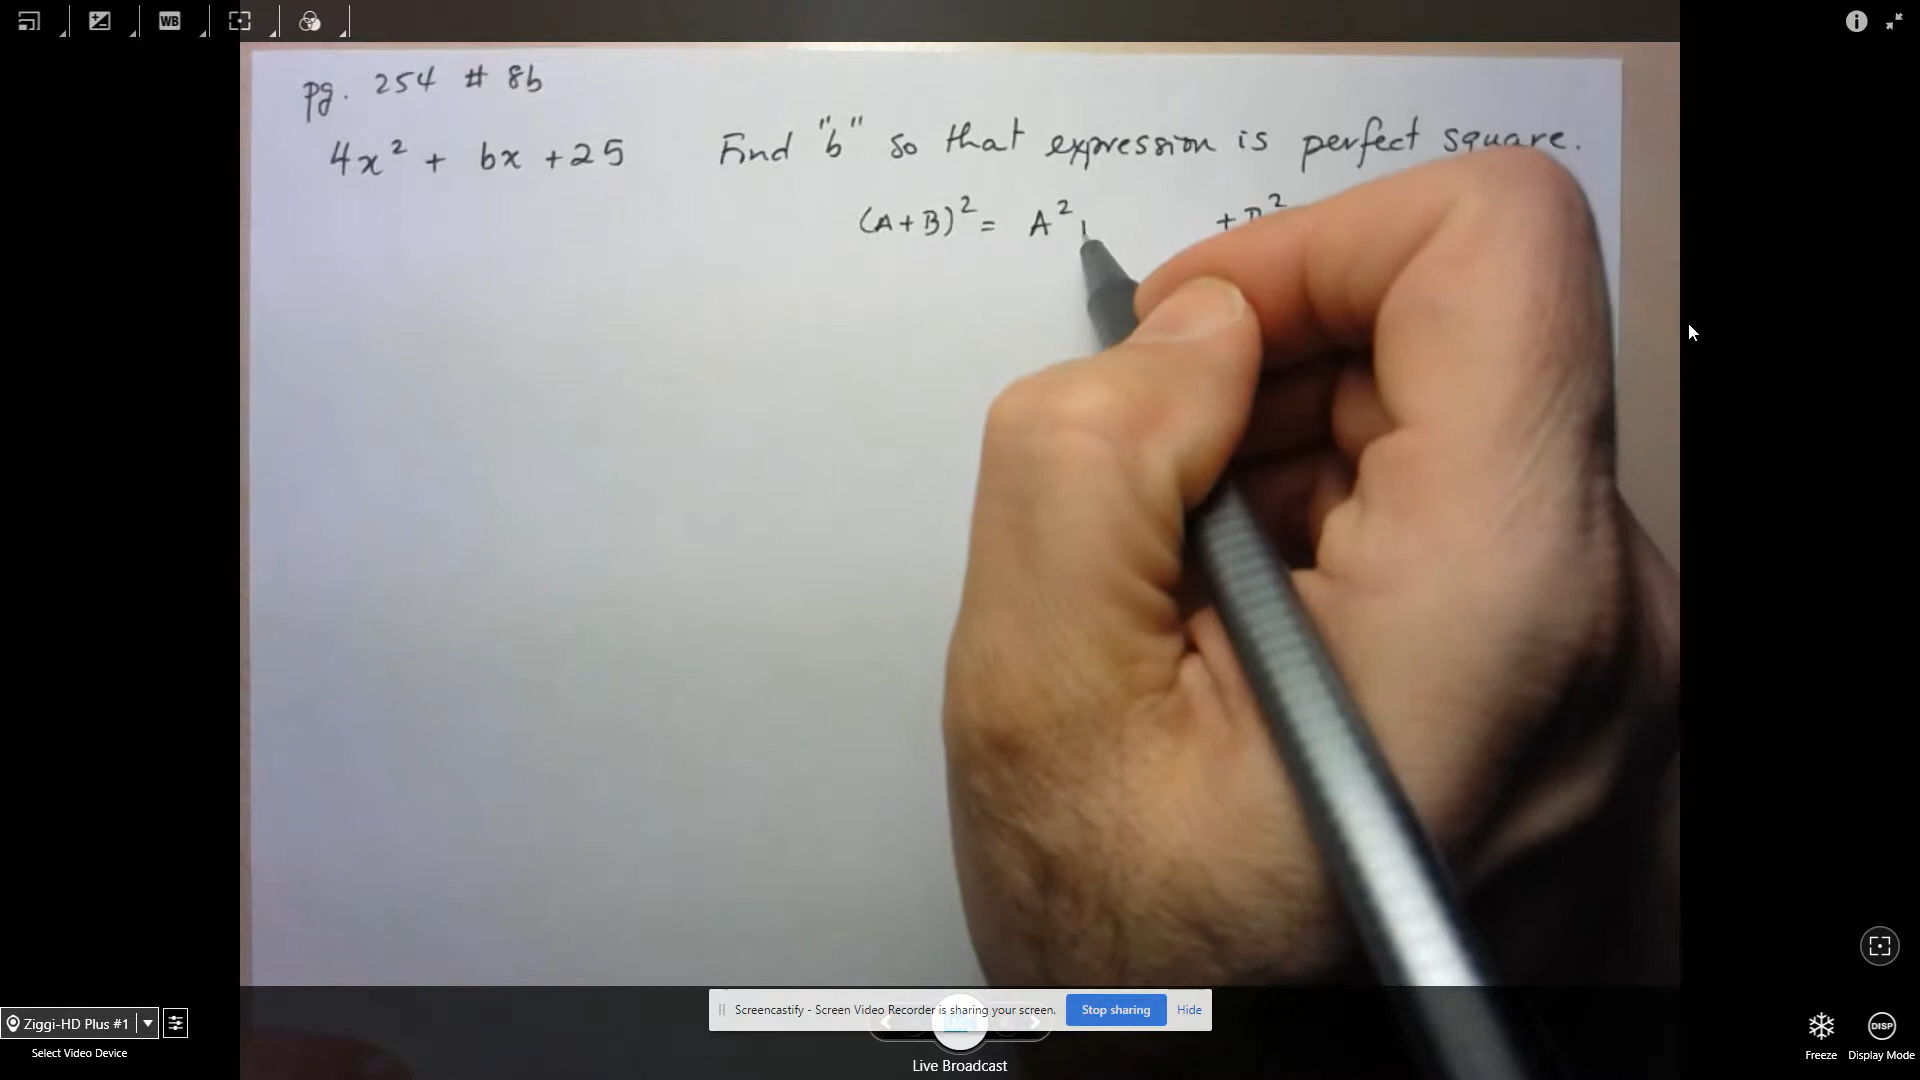 WB
pg. 254 # 8b
4x² + bx + 25 Find "b" so that expression is perfect square.
(A+B)² = A² + B²
Screencastify - Screen Video Recorder is sharing your screen. Stop sharing Hide
Ziggi-HD Plus #1
Select Video Device
Live Broadcast
Freeze
DISP
Display Mode